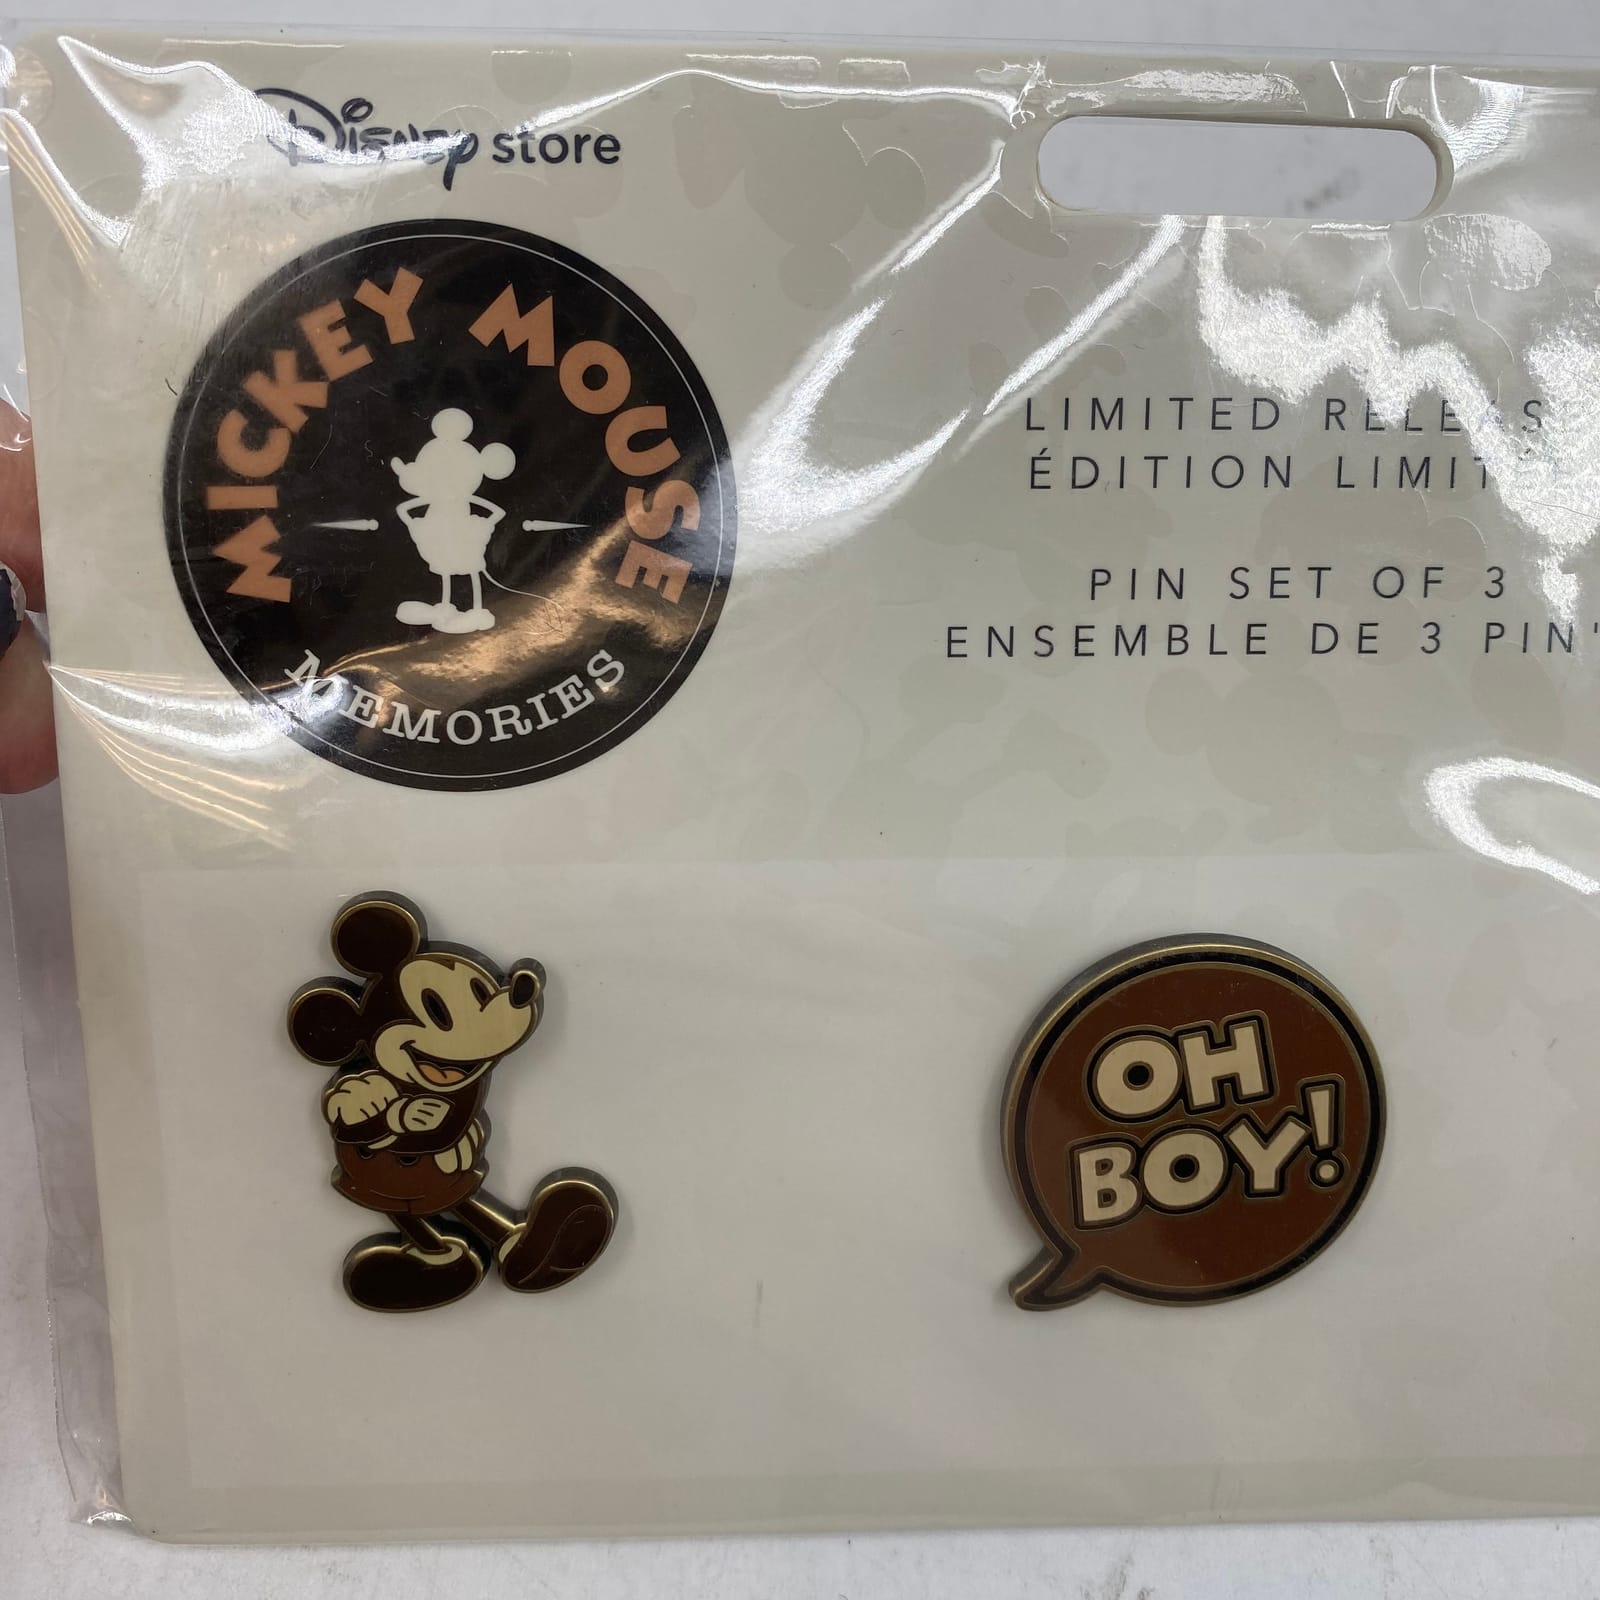 Disney store
MICKEY MOUSE
MEMORIES
LIMITED RELEAS
ÉDITION LIMIT
PIN SET OF 3
ENSEMBLE DE 3 PIN'
OH
BOY!